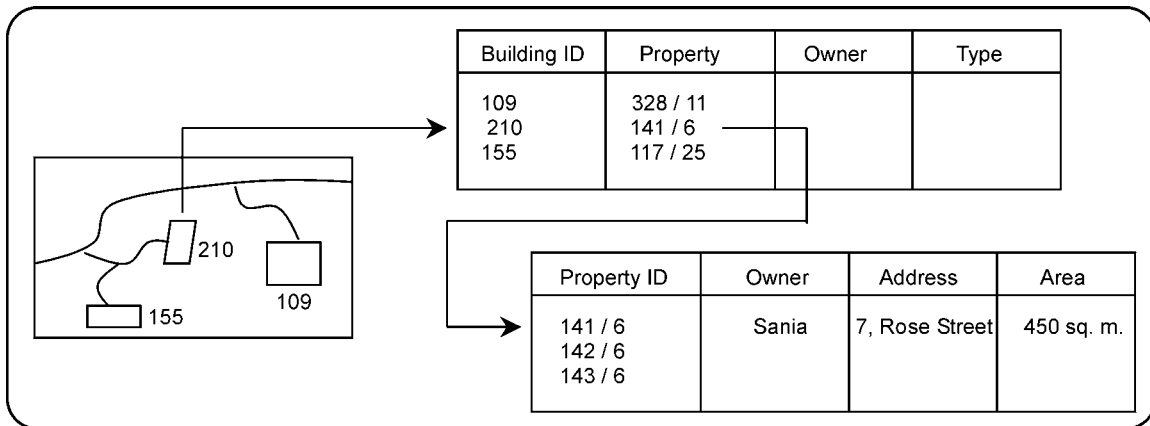 Building ID Property Owner Type
109 328 / 11
210 141 / 6
155 117 / 25
210
109
155
Property ID Owner Address Area
141 / 6 Sania 7, Rose Street 450 sq. m.
142 / 6
143 / 6